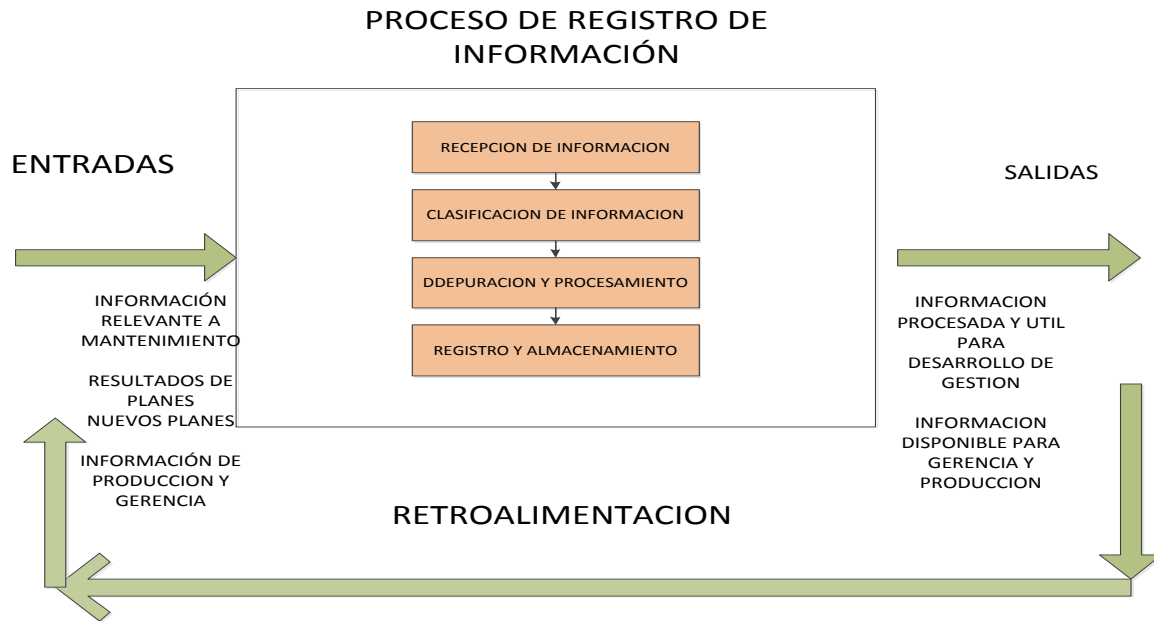 PROCESO DE REGISTRO DE
INFORMACIÓN
ENTRADAS
INFORMACIÓN
RELEVANTE A
MANTENIMIENTO
RESULTADOS DE
PLANES
NUEVOS PLANES
INFORMACIÓN DE
PRODUCCION Y
GERENCIA
RECEPCION DE INFORMACION
CLASIFICACION DE INFORMACION
DDEPURACION Y PROCESAMIENTO
REGISTRO Y ALMACENAMIENTO
SALIDAS
INFORMACION
PROCESADA Y UTIL
PARA
DESARROLLO DE
GESTION
INFORMACION
DISPONIBLE PARA
GERENCIA Y
PRODUCCION
RETROALIMENTACION